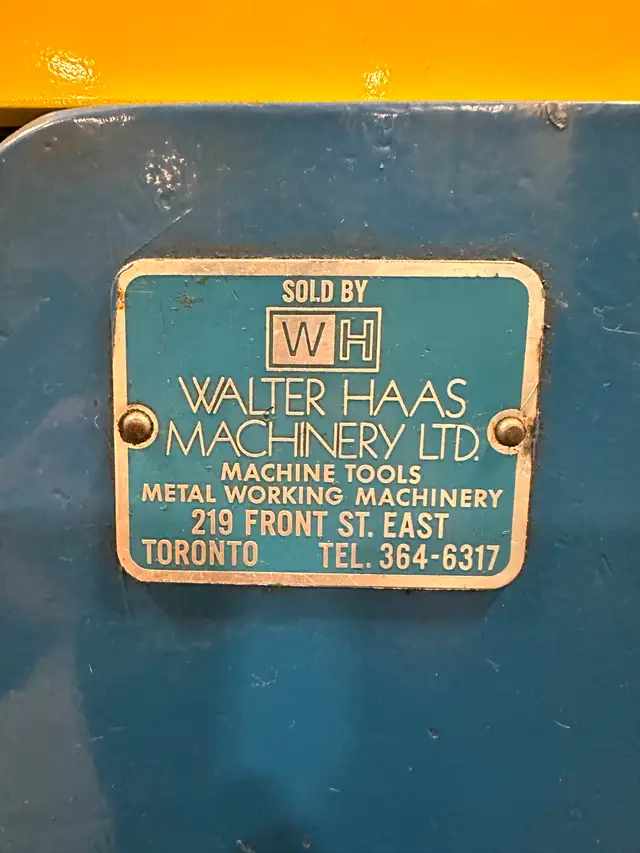 SOLD BY
WH
WALTER HAAS
MACHINERY LTD.
MACHINE TOOLS
METAL WORKING MACHINERY
219 FRONT ST. EAST
TORONTO TEL. 364-6317